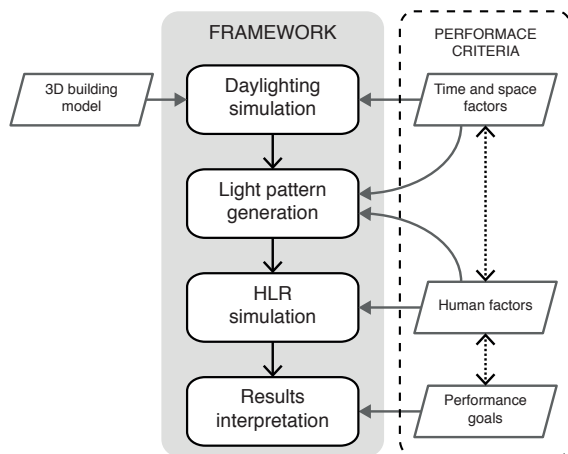 FRAMEWORK
PERFORMACE
CRITERIA
3D building
model
Daylighting
simulation
Time and space
factors
Light pattern
generation
HLR
simulation
Human factors
Results
interpretation
Performance
goals